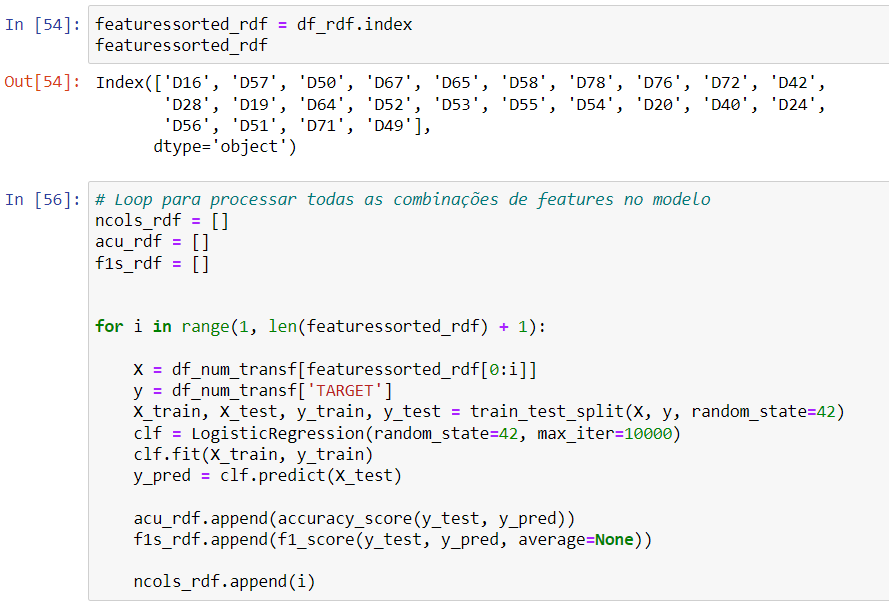 In [54]: featuressorted_rdf = df_rdf.index
featuressorted_rdf
Out[54]: Index(['D16', 'D57', 'D50', 'D67', 'D65', 'D58', 'D78', 'D76', 'D72', 'D42',
'D28', 'D19', 'D64', 'D52', 'D53', 'D55', 'D54', 'D20', 'D40', 'D24',
'D56', 'D51', 'D71', 'D49'],
dtype='object')
In [56]: # Loop para processar todas as combinações de features no modelo
ncols_rdf = []
acu_rdf = []
f1s_rdf = []
for i in range(1, len(featuressorted_rdf) + 1):
X = df_num_transf[featuressorted_rdf[0:i]]
y = df_num_transf['TARGET']
X_train, X_test, y_train, y_test = train_test_split(X, y, random_state=42)
clf = LogisticRegression(random_state=42, max_iter=10000)
clf.fit(X_train, y_train)
y_pred = clf.predict(X_test)
acu_rdf.append(accuracy_score(y_test, y_pred))
f1s_rdf.append(f1_score(y_test, y_pred, average=None))
ncols_rdf.append(i)